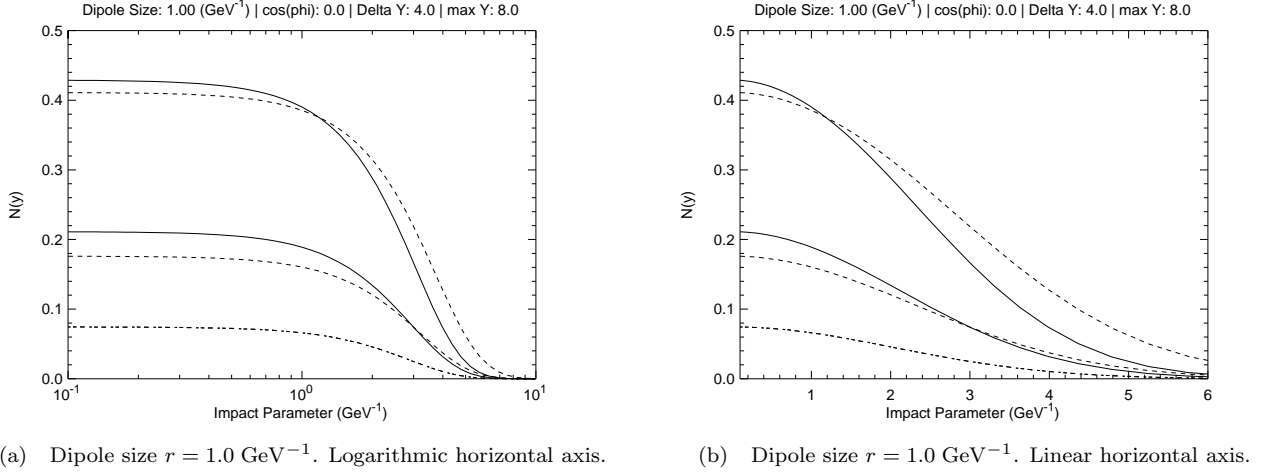 Dipole Size: 1.00 (GeV⁻¹) | cos(phi): 0.0 | Delta Y: 4.0 | max Y: 8.0
0.5
0.4
0.3
0.2
0.1
0.0
N(y)
10⁻¹ 10⁰ 10¹
Impact Parameter (GeV⁻¹)
(a) Dipole size r = 1.0 GeV⁻¹. Logarithmic horizontal axis.
Dipole Size: 1.00 (GeV⁻¹) | cos(phi): 0.0 | Delta Y: 4.0 | max Y: 8.0
0.5
0.4
0.3
0.2
0.1
0.0
N(y)
1 2 3 4 5 6
Impact Parameter (GeV⁻¹)
(b) Dipole size r = 1.0 GeV⁻¹. Linear horizontal axis.